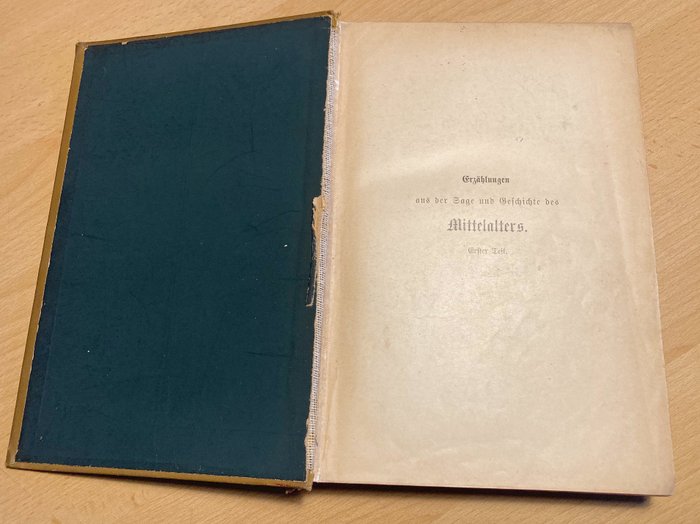 Erzählungen
aus der Sage und Geschichte des
Mittelalters.
Erster Teil.